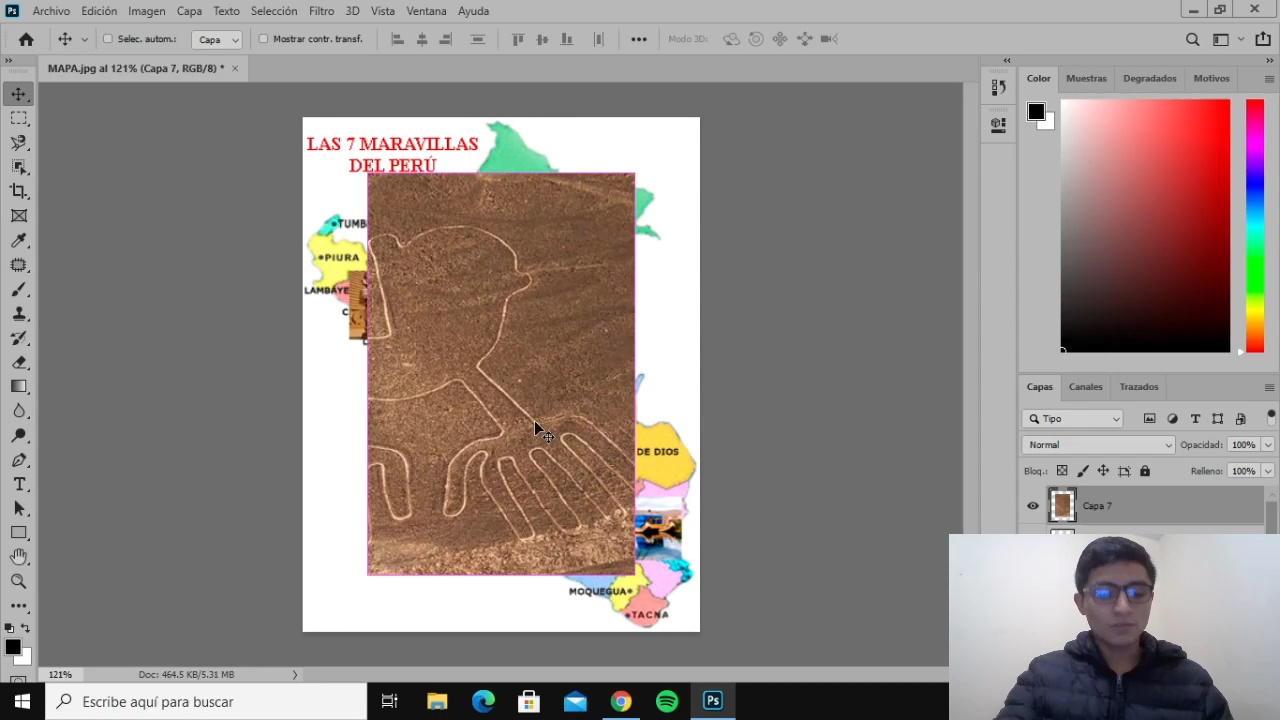 Ps Archivo Edición Imagen Capa Texto Selección Filtro 3D Vista Ventana Ayuda
Selec. autom.: Capa Mostrar contr. transf. Modo 3D:
MAPA.jpg al 121% (Capa 7, RGB/8) *
Color Muestras Degradados Motivos
LAS 7 MARAVILLAS
DEL PERÚ
TUMB
PIURA
LAMBAYE
C
Capas Canales Trazados
Tipo
Normal Opacidad: 100%
DE DIOS
Bloq.: Relleno: 100%
Capa 7
MOQUEGUA
TACNA
121% Doc: 464.5 KB/5.31 MB
Escribe aquí para buscar
Ps